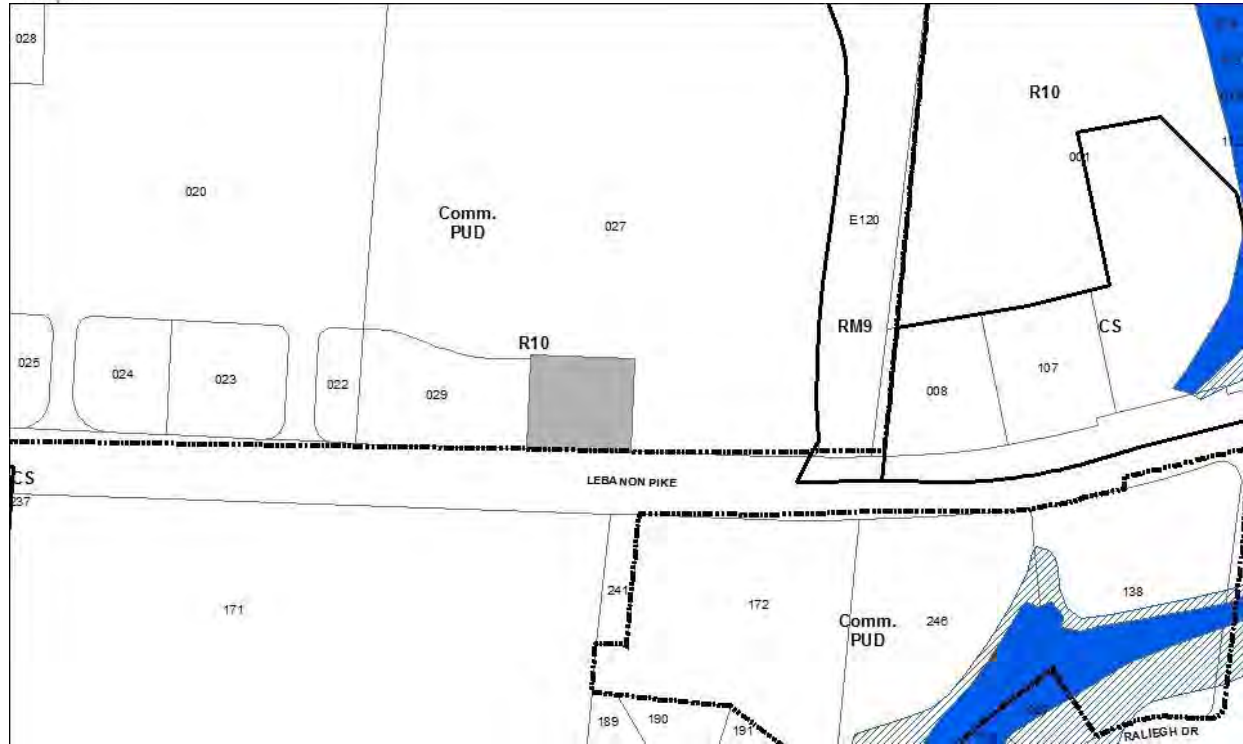 028
R10
001
020
Comm.
PUD
027
E120
RM9
CS
R10
025
024
023
022
029
008
107
CS
237
LEBANON PIKE
171
241
172
Comm.
PUD
246
138
189
190
191
RALIEGH DR